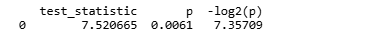 test_statistic p -log2(p)
0 7.520665 0.0061 7.35709